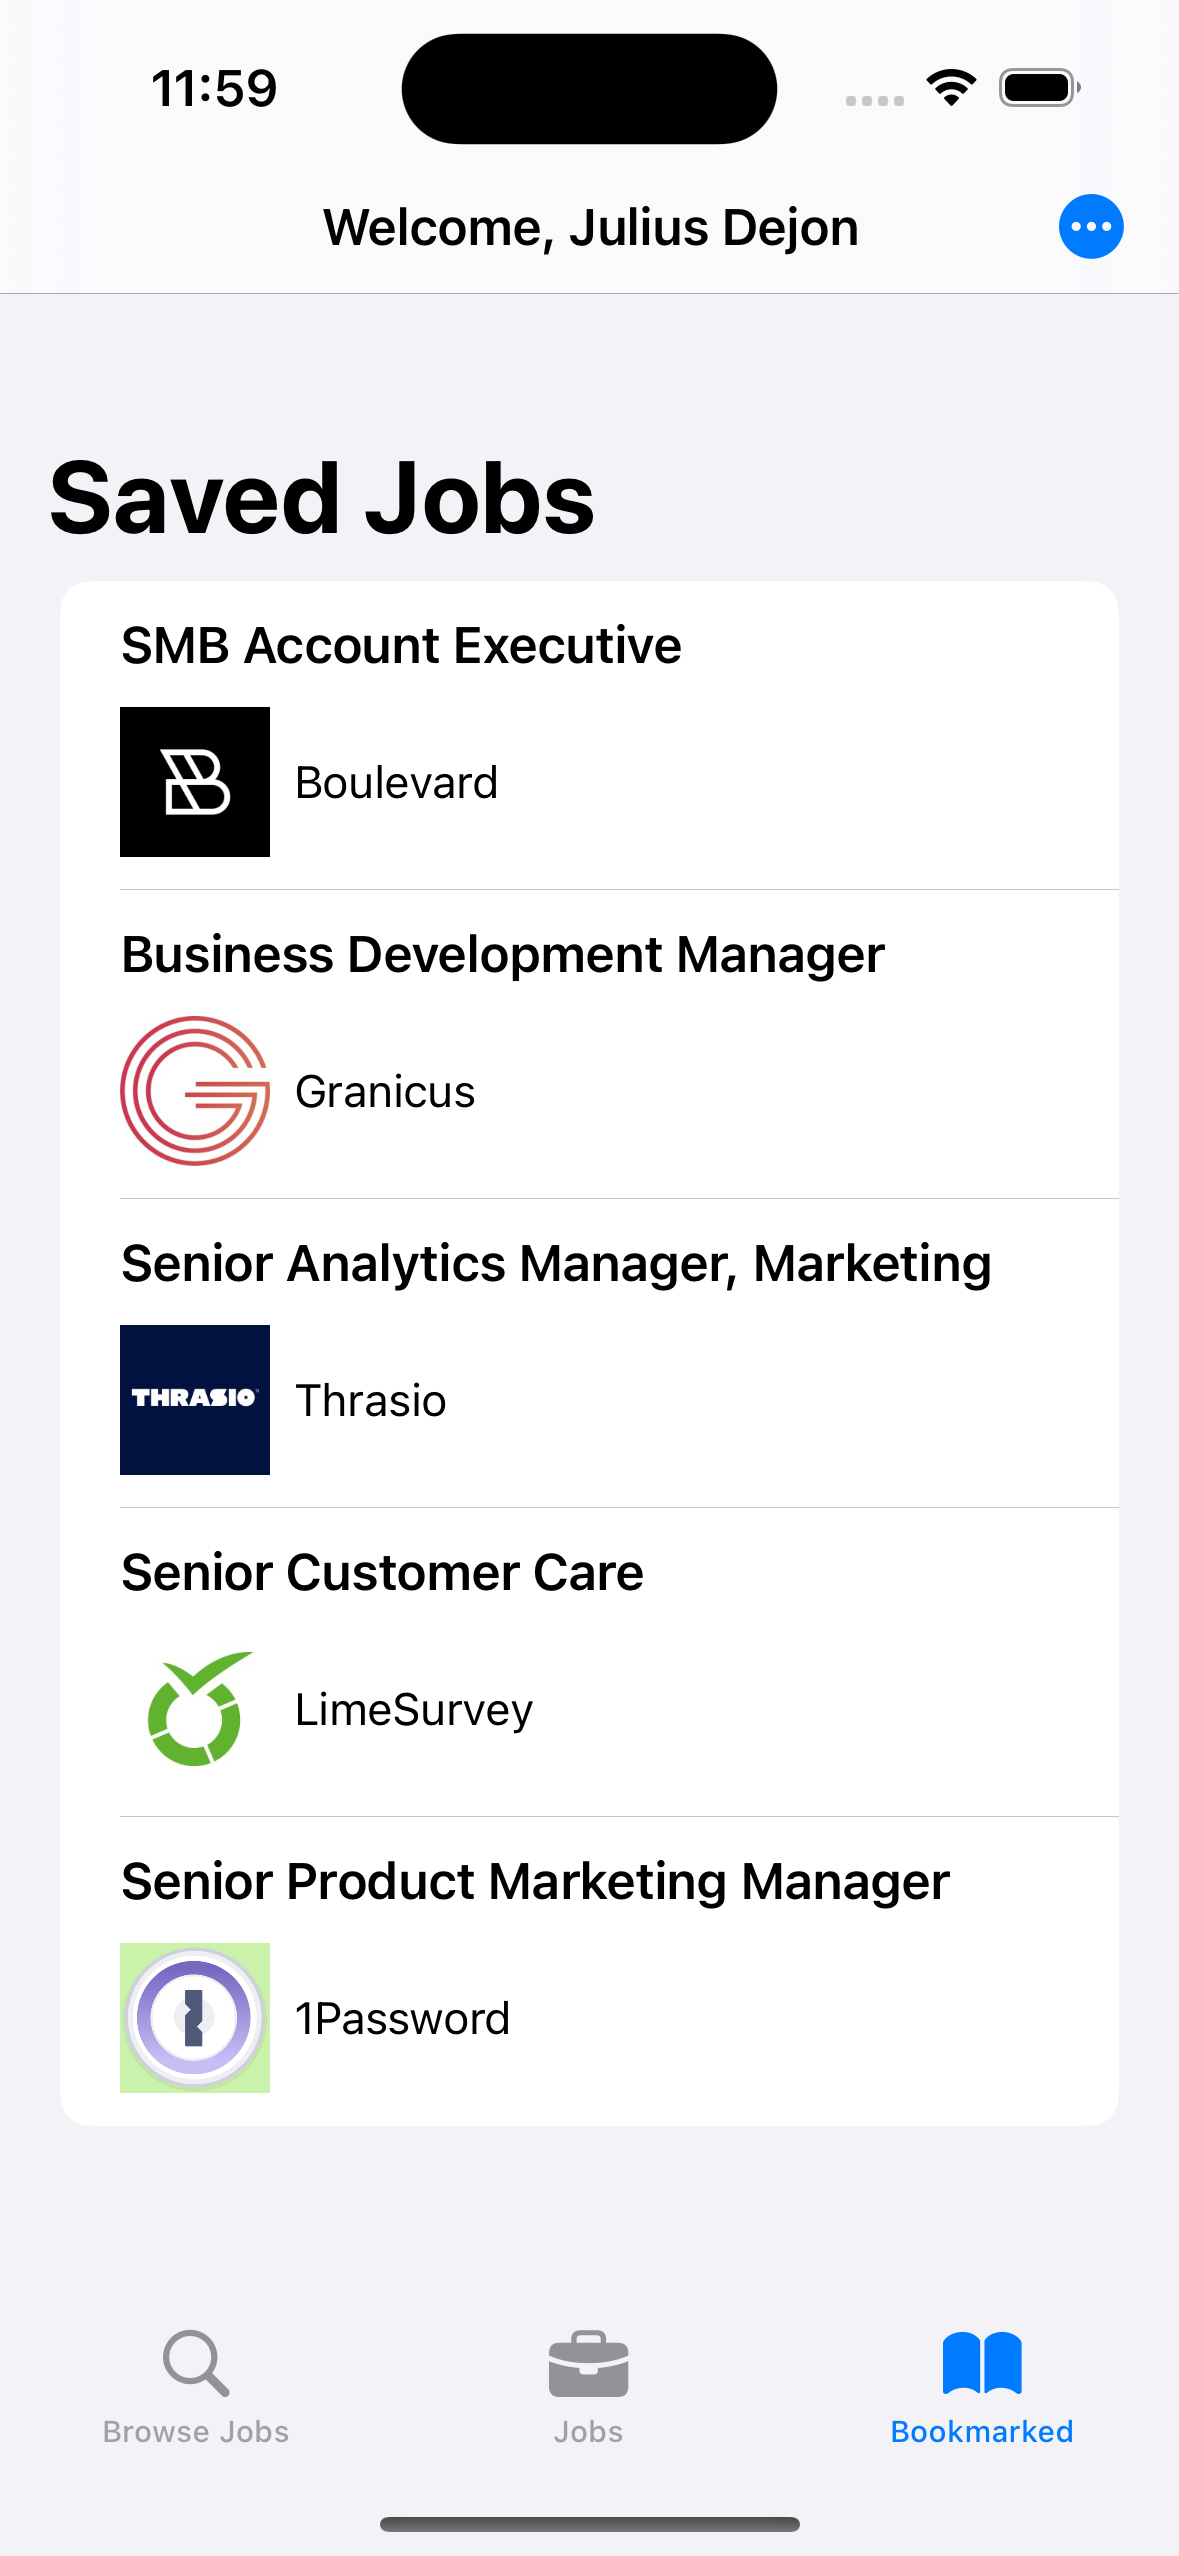 11:59
Welcome, Julius Dejon
Saved Jobs
SMB Account Executive
Boulevard
Business Development Manager
Granicus
Senior Analytics Manager, Marketing
THRASIO
Thrasio
Senior Customer Care
LimeSurvey
Senior Product Marketing Manager
1Password
Browse Jobs
Jobs
Bookmarked